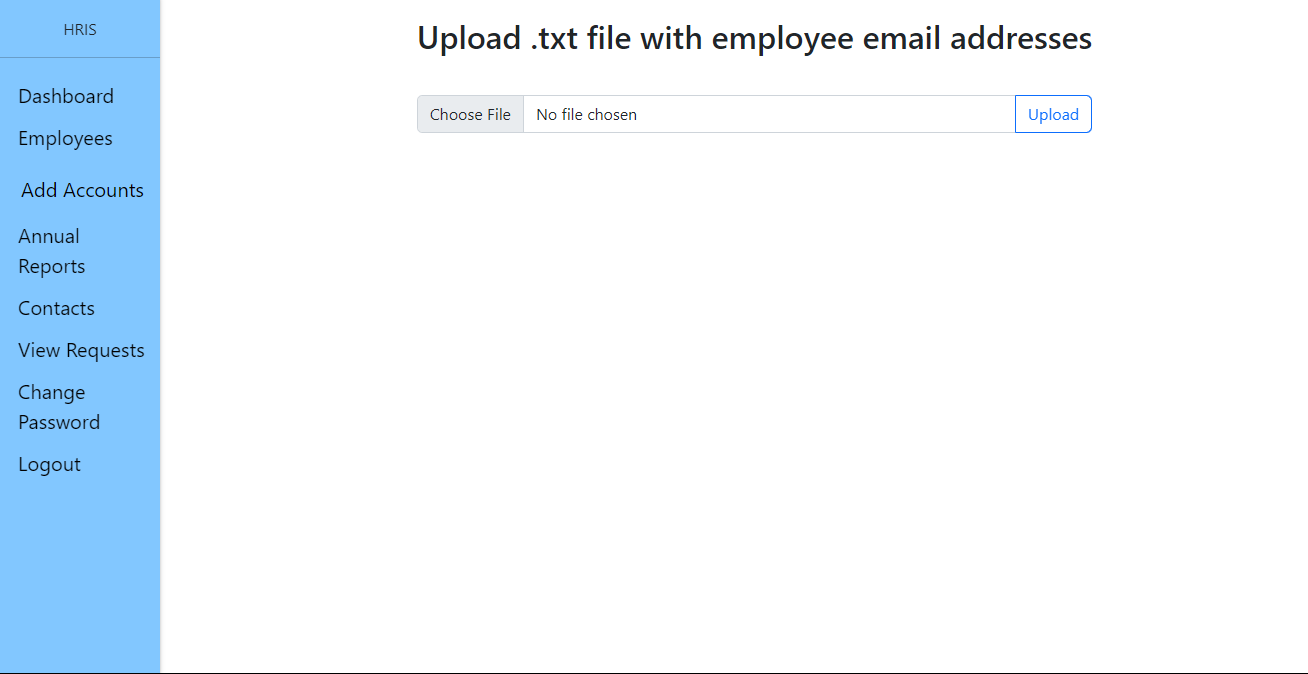 HRIS
Dashboard
Employees
Add Accounts
Annual
Reports
Contacts
View Requests
Change
Password
Logout
Upload .txt file with employee email addresses
Choose File No file chosen Upload